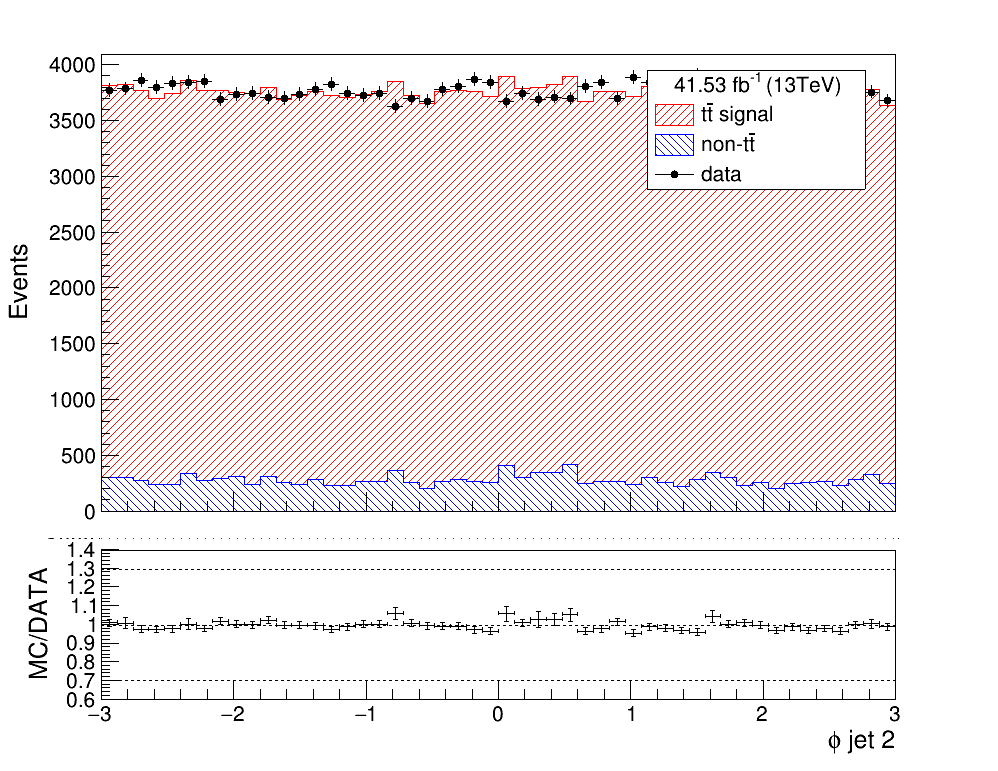 4000
3500
3000
2500
2000
1500
1000
500
0
Events
41.53 fb⁻¹ (13TeV)
tt̄ signal
non-tt̄
data
1.4
1.3
1.2
1.1
1
0.9
0.8
0.7
0.6
MC/DATA
−3 −2 −1 0 1 2 3
ϕ jet 2